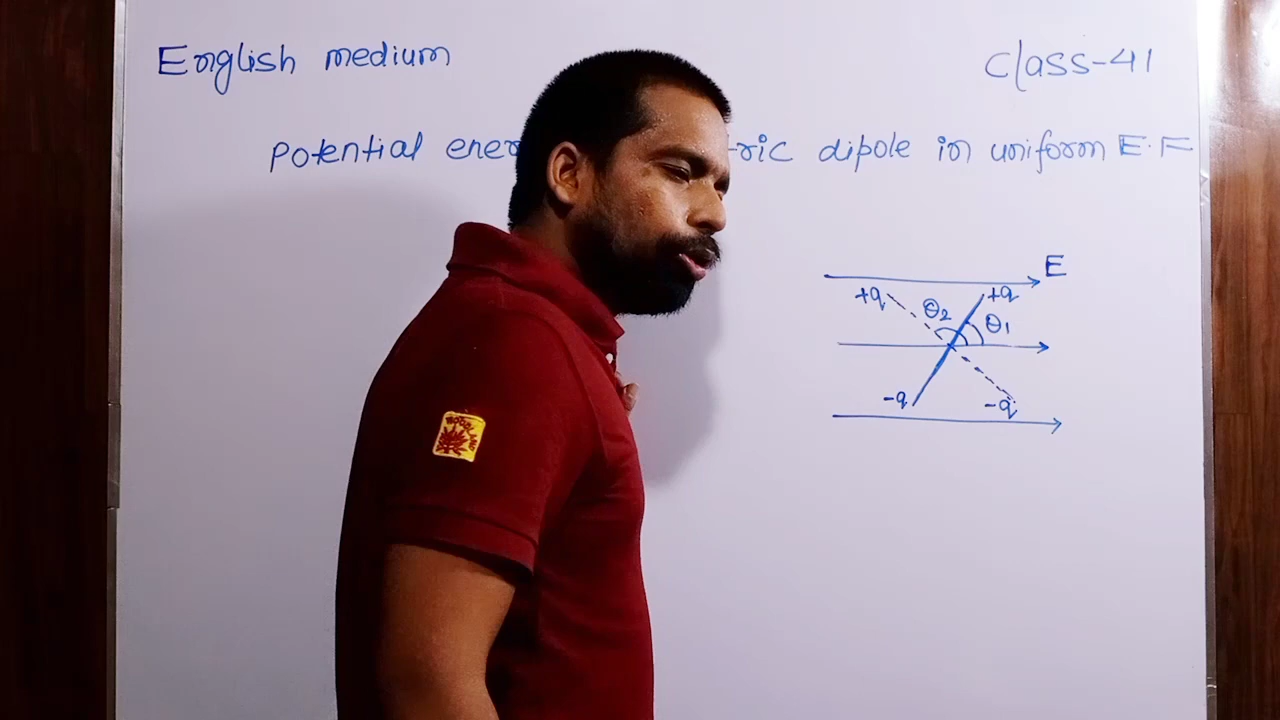 English medium
Class-41
Potential ener -ric dipole in uniform E.F
E
+q θ2 +q
θ1
-q -q